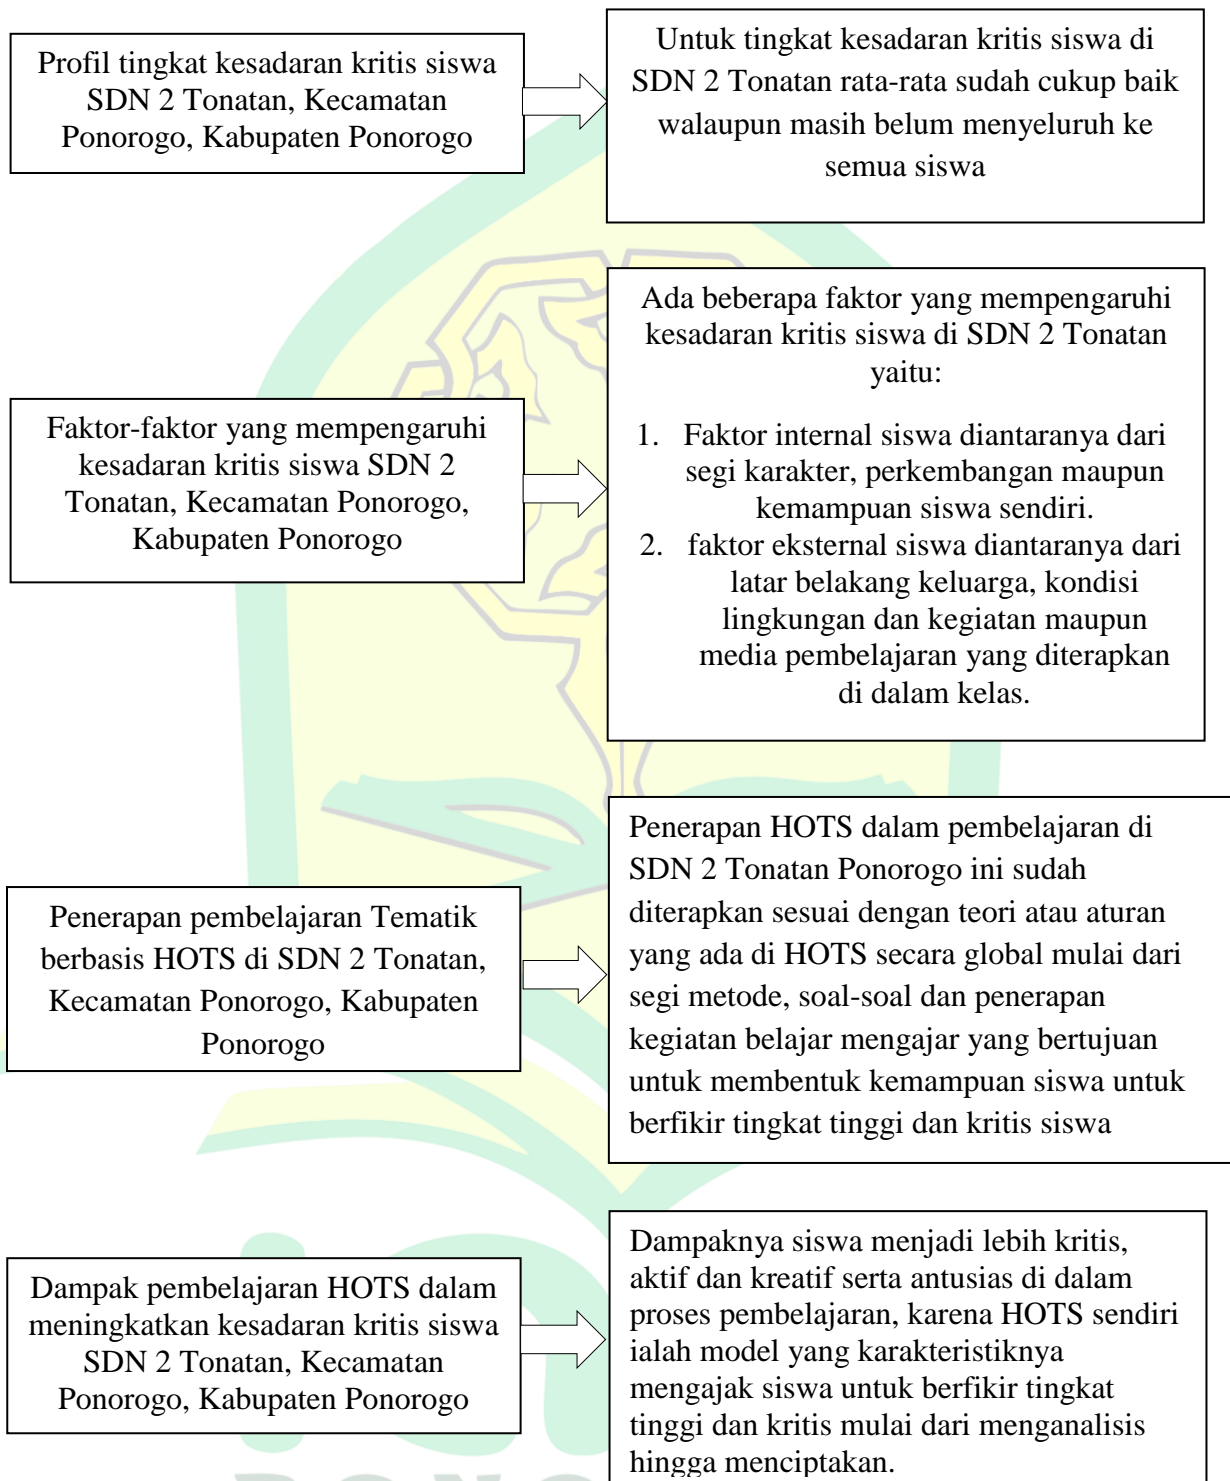 Profil tingkat kesadaran kritis siswa
SDN 2 Tonatan, Kecamatan
Ponorogo, Kabupaten Ponorogo
Untuk tingkat kesadaran kritis siswa di
SDN 2 Tonatan rata-rata sudah cukup baik
walaupun masih belum menyeluruh ke
semua siswa
Faktor-faktor yang mempengaruhi
kesadaran kritis siswa SDN 2
Tonatan, Kecamatan Ponorogo,
Kabupaten Ponorogo
Ada beberapa faktor yang mempengaruhi
kesadaran kritis siswa di SDN 2 Tonatan
yaitu:
1. Faktor internal siswa diantaranya dari
segi karakter, perkembangan maupun
kemampuan siswa sendiri.
2. faktor eksternal siswa diantaranya dari
latar belakang keluarga, kondisi
lingkungan dan kegiatan maupun
media pembelajaran yang diterapkan
di dalam kelas.
Penerapan pembelajaran Tematik
berbasis HOTS di SDN 2 Tonatan,
Kecamatan Ponorogo, Kabupaten
Ponorogo
Penerapan HOTS dalam pembelajaran di
SDN 2 Tonatan Ponorogo ini sudah
diterapkan sesuai dengan teori atau aturan
yang ada di HOTS secara global mulai dari
segi metode, soal-soal dan penerapan
kegiatan belajar mengajar yang bertujuan
untuk membentuk kemampuan siswa untuk
berfikir tingkat tinggi dan kritis siswa
Dampak pembelajaran HOTS dalam
meningkatkan kesadaran kritis siswa
SDN 2 Tonatan, Kecamatan
Ponorogo, Kabupaten Ponorogo
Dampaknya siswa menjadi lebih kritis,
aktif dan kreatif serta antusias di dalam
proses pembelajaran, karena HOTS sendiri
ialah model yang karakteristiknya
mengajak siswa untuk berfikir tingkat
tinggi dan kritis mulai dari menganalisis
hingga menciptakan.